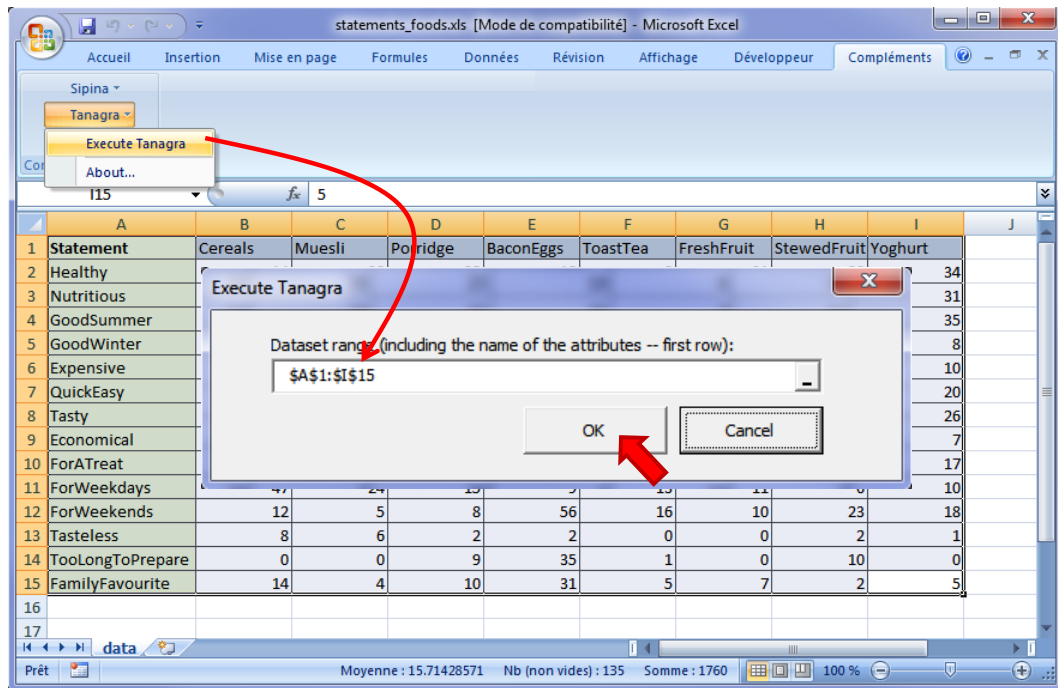 statements_foods.xls [Mode de compatibilité] - Microsoft Excel
Accueil Insertion Mise en page Formules Données Révision Affichage Développeur Compléments
Sipina
Tanagra
Execute Tanagra
About...
I15 fx 5
A B C D E F G H I J
1 Statement Cereals Muesli Porridge BaconEggs ToastTea FreshFruit StewedFruit Yoghurt
2 Healthy 34
3 Nutritious 31
4 GoodSummer 35
5 GoodWinter 8
6 Expensive 10
7 QuickEasy 20
8 Tasty 26
9 Economical 7
10 ForATreat 17
Execute Tanagra
Dataset range (including the name of the attributes -- first row):
$A$1:$I$15
OK Cancel
11 ForWeekdays 10
12 ForWeekends 12 5 8 56 16 10 23 18
13 Tasteless 8 6 2 2 0 0 2 1
14 TooLongToPrepare 0 0 9 35 1 0 10 0
15 FamilyFavourite 14 4 10 31 5 7 2 5
16
17
data
Prêt Moyenne : 15.71428571 Nb (non vides) : 135 Somme : 1760 100 %